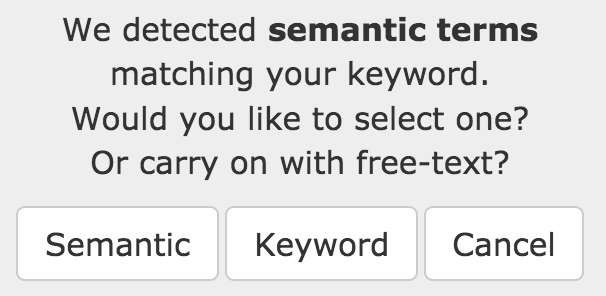 We detected semantic terms
matching your keyword.
Would you like to select one?
Or carry on with free-text?
Semantic Keyword Cancel